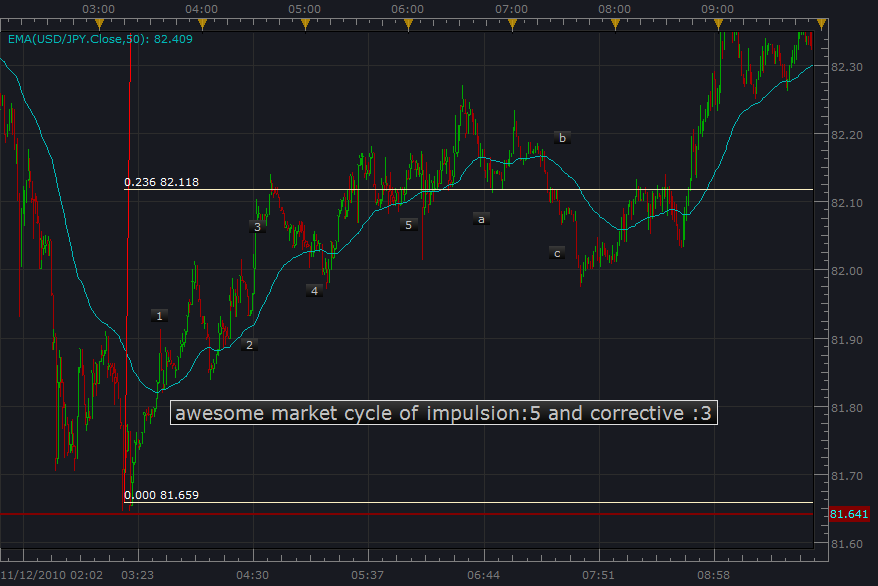 03:00 04:00 05:00 06:00 07:00 08:00 09:00
EMA(USD/JPY.Close,50): 82.409
82.30
82.20
b
0.236 82.118
82.10
3 5 a
c
82.00
4
1
2
81.90
awesome market cycle of impulsion:5 and corrective :3
81.80
81.70
0.000 81.659
81.641
81.60
11/12/2010 02:02 03:23 04:30 05:37 06:44 07:51 08:58